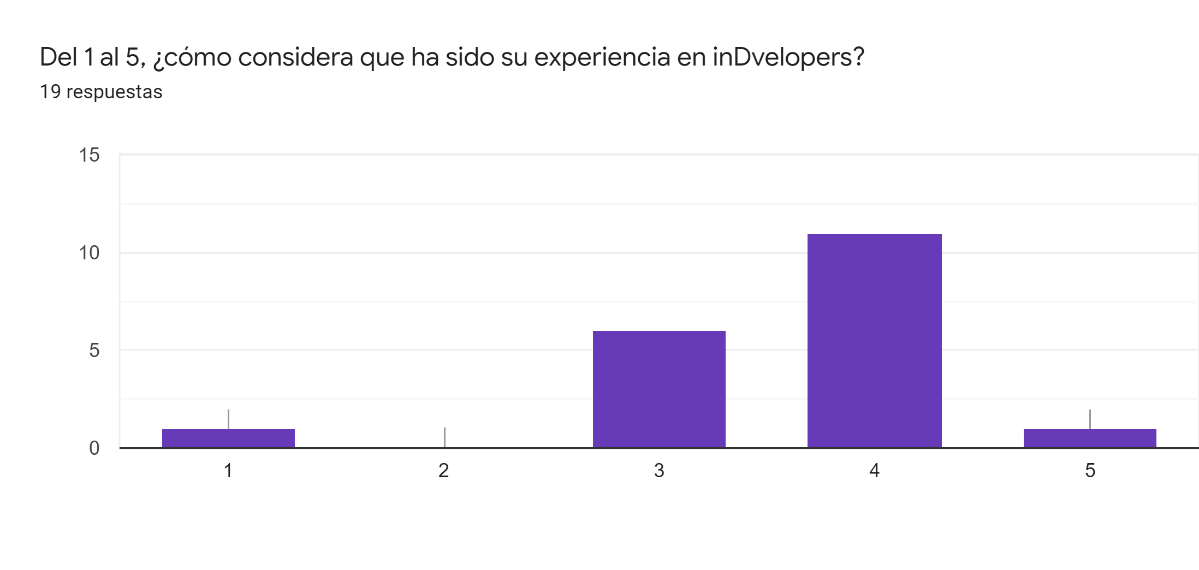 Del 1 al 5, ¿cómo considera que ha sido su experiencia en inDvelopers?
19 respuestas
15
10
5
0
1 2 3 4 5